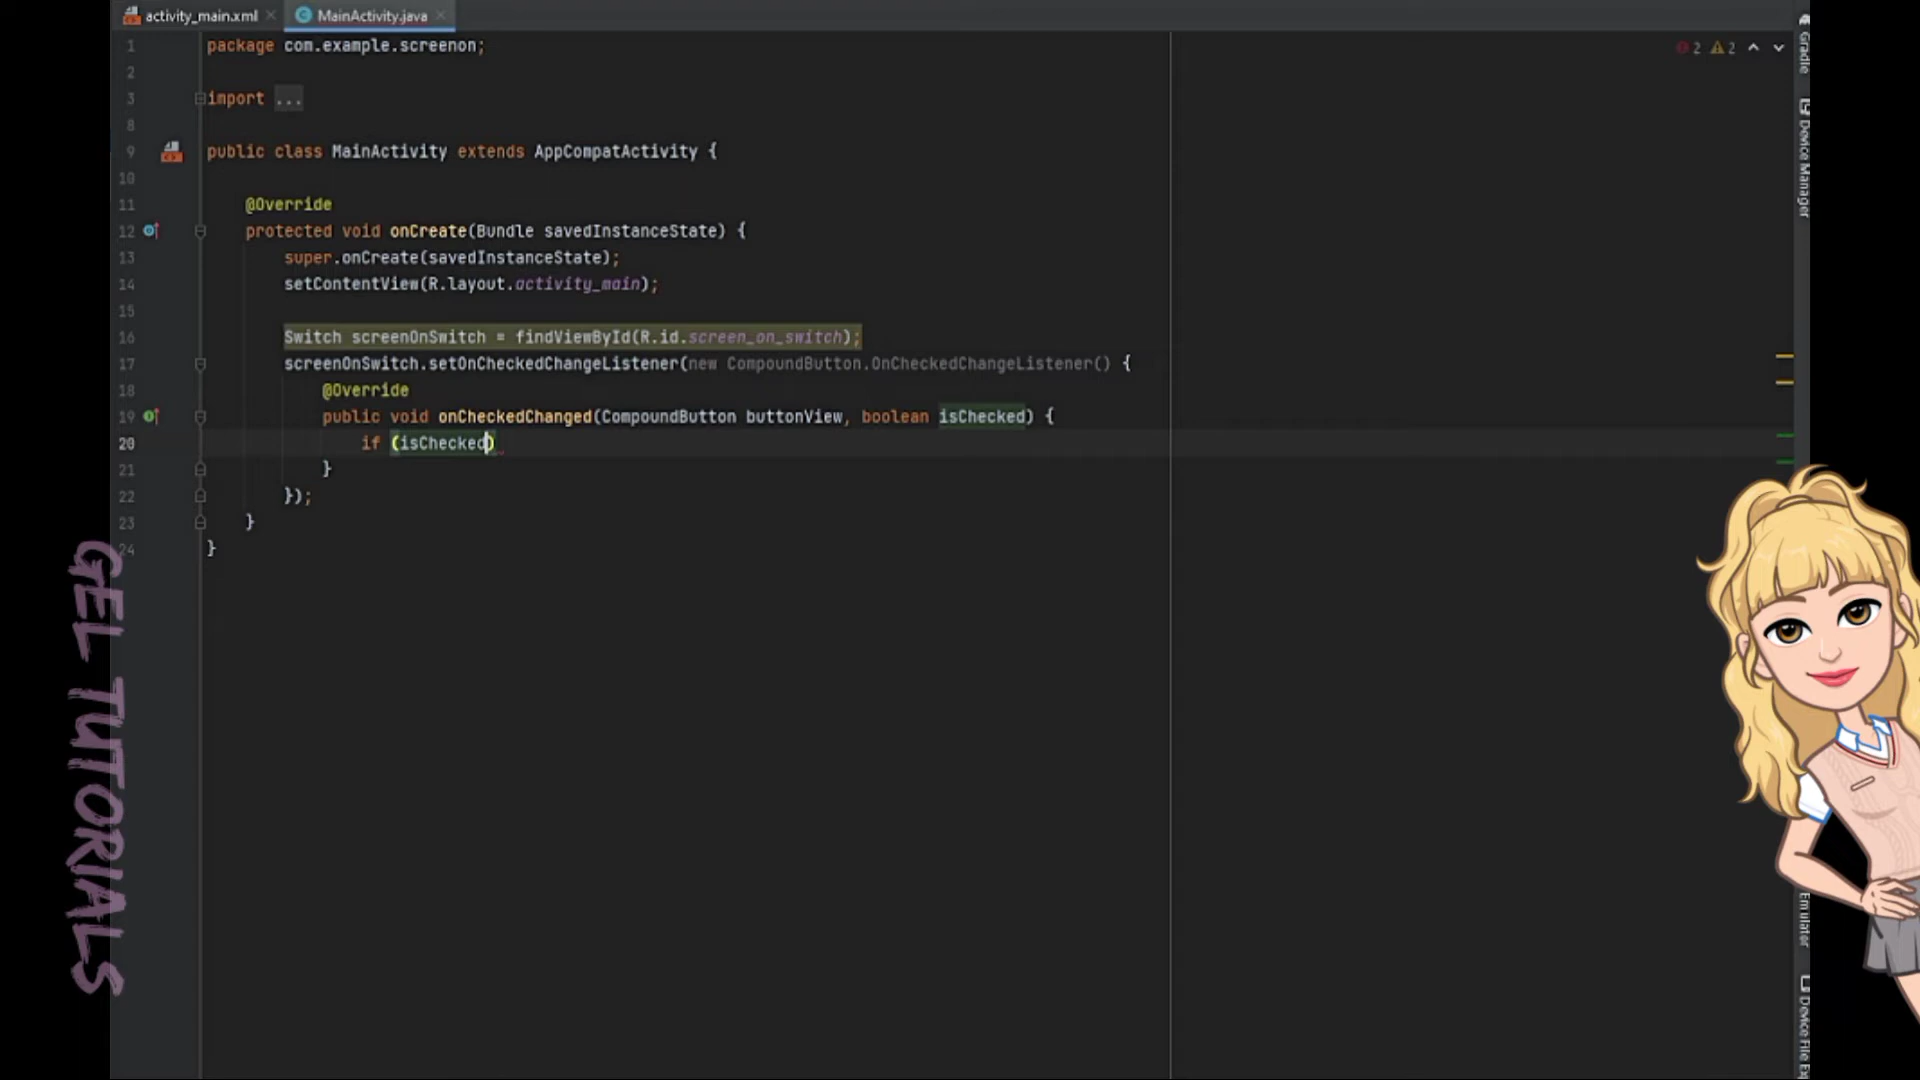 activity_main.xml
MainActivity.java
1 package com.example.screenon;
2
3 import ...
8
9 public class MainActivity extends AppCompatActivity {
10
11 @Override
12 protected void onCreate(Bundle savedInstanceState) {
13 super.onCreate(savedInstanceState);
14 setContentView(R.layout.activity_main);
15
16 Switch screenOnSwitch = findViewById(R.id.screen_on_switch);
17 screenOnSwitch.setOnCheckedChangeListener(new CompoundButton.OnCheckedChangeListener() {
18 @Override
19 public void onCheckedChanged(CompoundButton buttonView, boolean isChecked) {
20 if (isChecked)
21 }
22 });
23 }
24 }
2 2
Gradle
Device Manager
Emulator
Device File Ex
GEL TUTORIALS